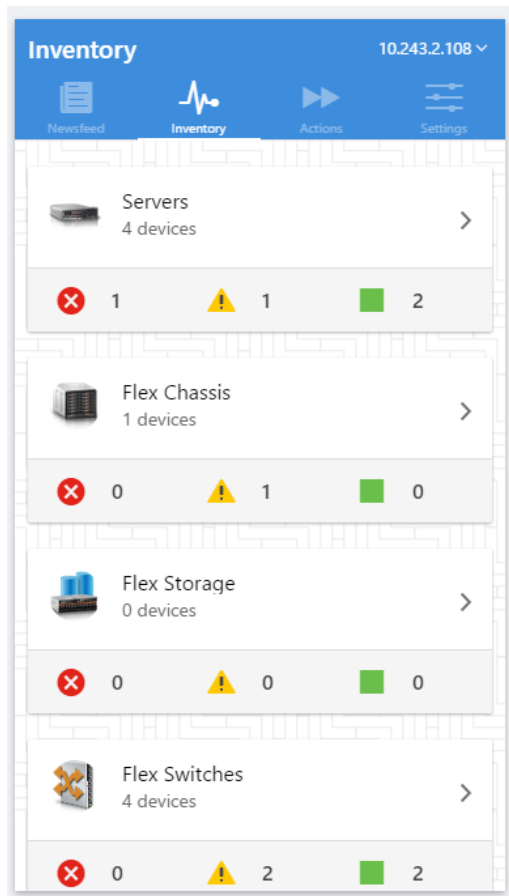 Inventory
10.243.2.108
Newsfeed Inventory Actions Settings
Servers
4 devices
1 1 2
Flex Chassis
1 devices
0 1 0
Flex Storage
0 devices
0 0 0
Flex Switches
4 devices
0 2 2